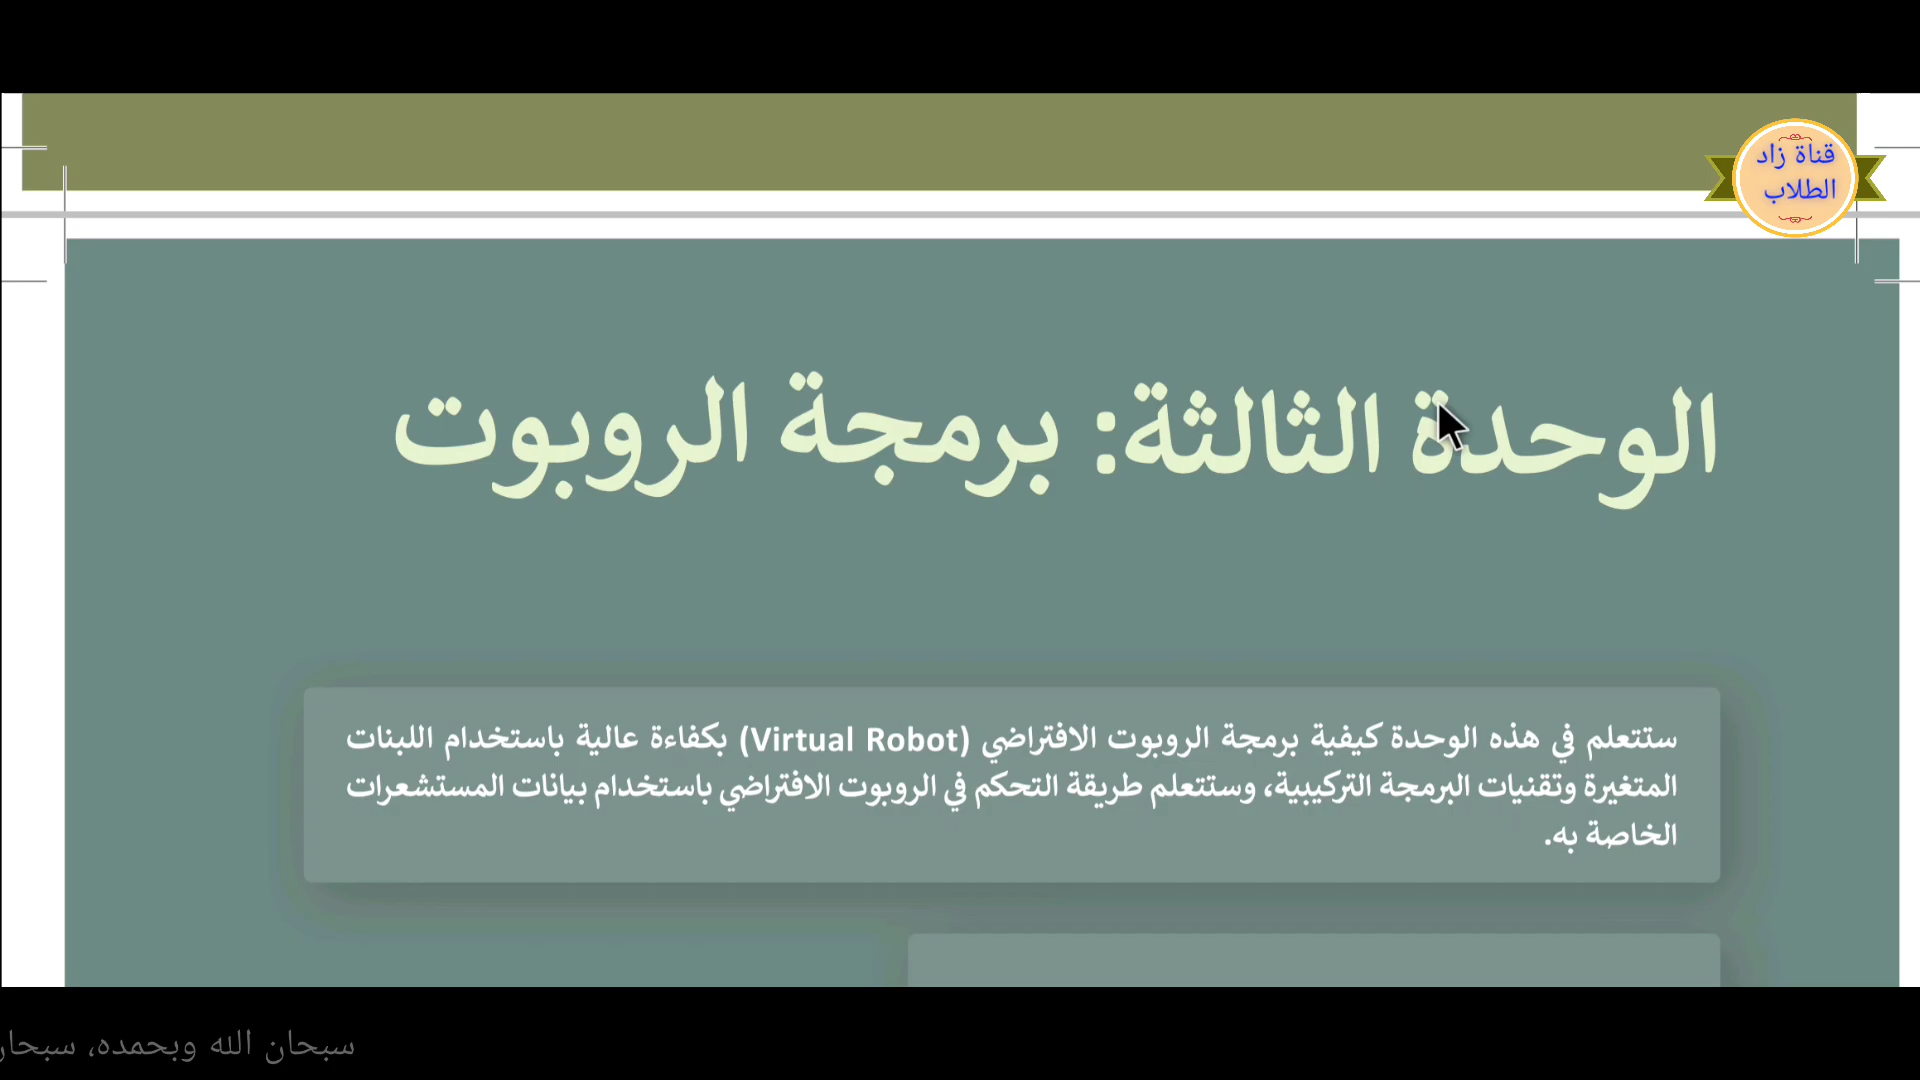 قناة زاد
الطلاب
الوحدة الثالثة: برمجة الروبوت
ستتعلم في هذه الوحدة كيفية برمجة الروبوت الافتراضي (Virtual Robot) بكفاءة عالية باستخدام اللبنات
المتغيرة وتقنيات البرمجة التركيبية، وستتعلم طريقة التحكم في الروبوت الافتراضي باستخدام بيانات المستشعرات
الخاصة به.
سبحان الله وبحمده،